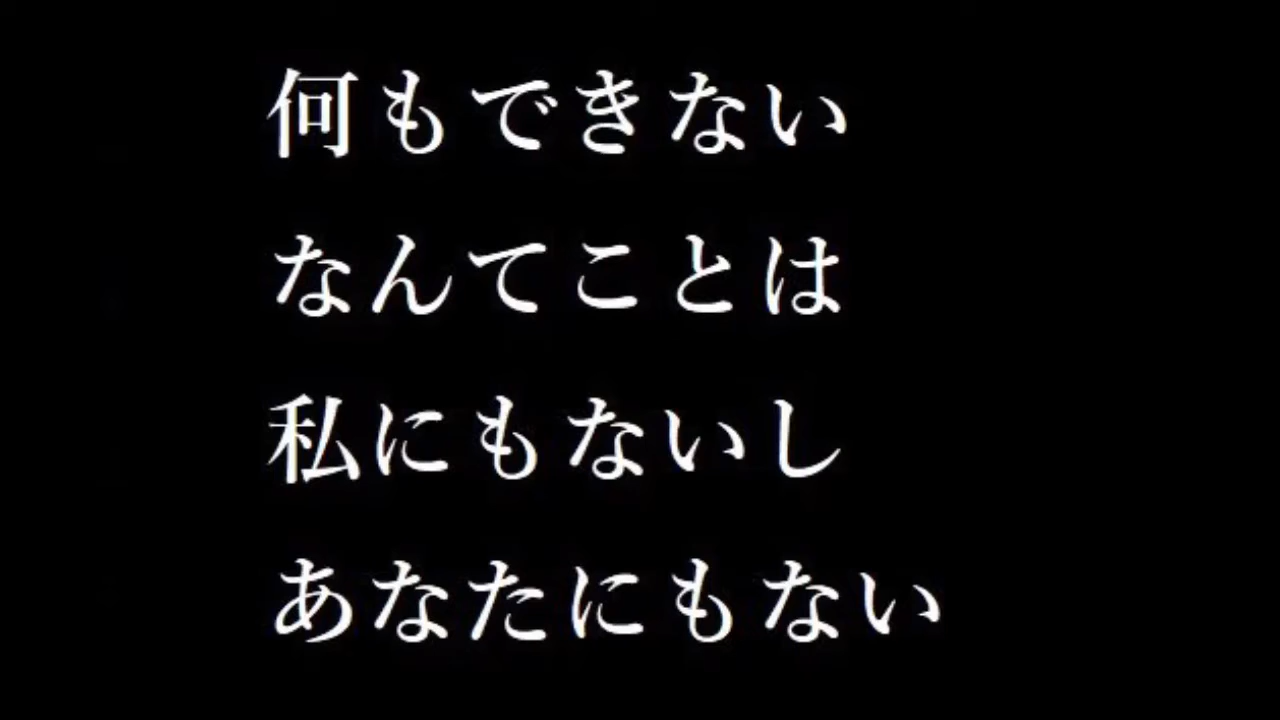 何もできない
なんてことは
私にもないし
あなたにもない